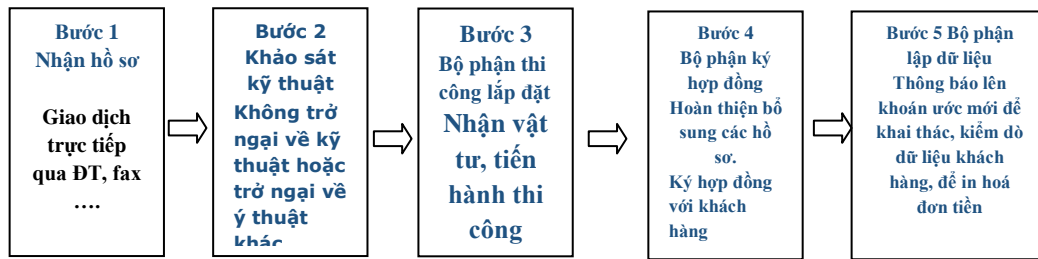 Bước 1
Nhận hồ sơ
Giao dịch
trực tiếp
qua ĐT, fax
….
Bước 2
Khảo sát
kỹ thuật
Không trở
ngại về kỹ
thuật hoặc
trở ngại về
ý thuật
khác
Bước 3
Bộ phận thi
công lắp đặt
Nhận vật
tư, tiến
hành thi
công
Bước 4
Bộ phận ký
hợp đồng
Hoàn thiện bổ
sung các hồ
sơ.
Ký hợp đồng
với khách
hàng
Bước 5 Bộ phận
lập dữ liệu
Thông báo lên
khoán ước mới để
khai thác, kiểm dò
dữ liệu khách
hàng, để in hoá
đơn tiền